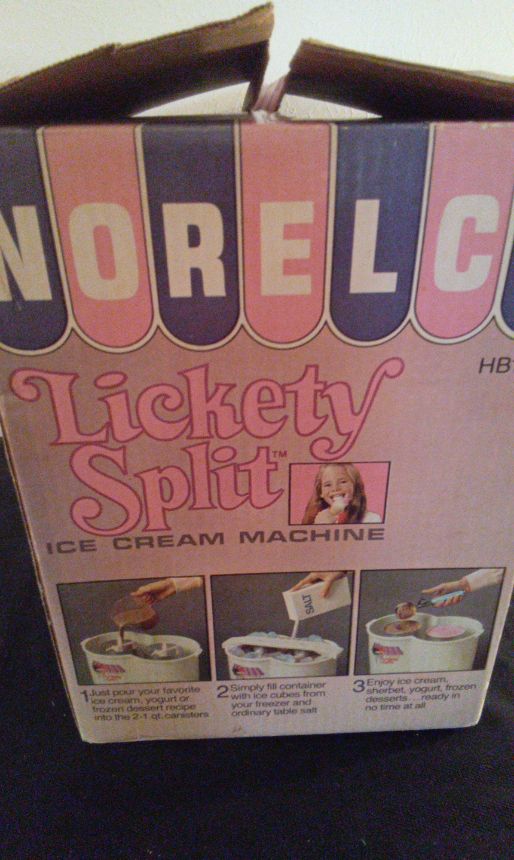 NORELC
HB
Lickety
Split™
ICE CREAM MACHINE
SALT
1 Just pour your favorite
ice cream, yogurt or
frozen dessert recipe
into the 2-1 qt. canisters
2 Simply fill container
with ice cubes from
your freezer and
ordinary table salt
3 Enjoy ice cream,
sherbet, yogurt, frozen
desserts...ready in
no time at all